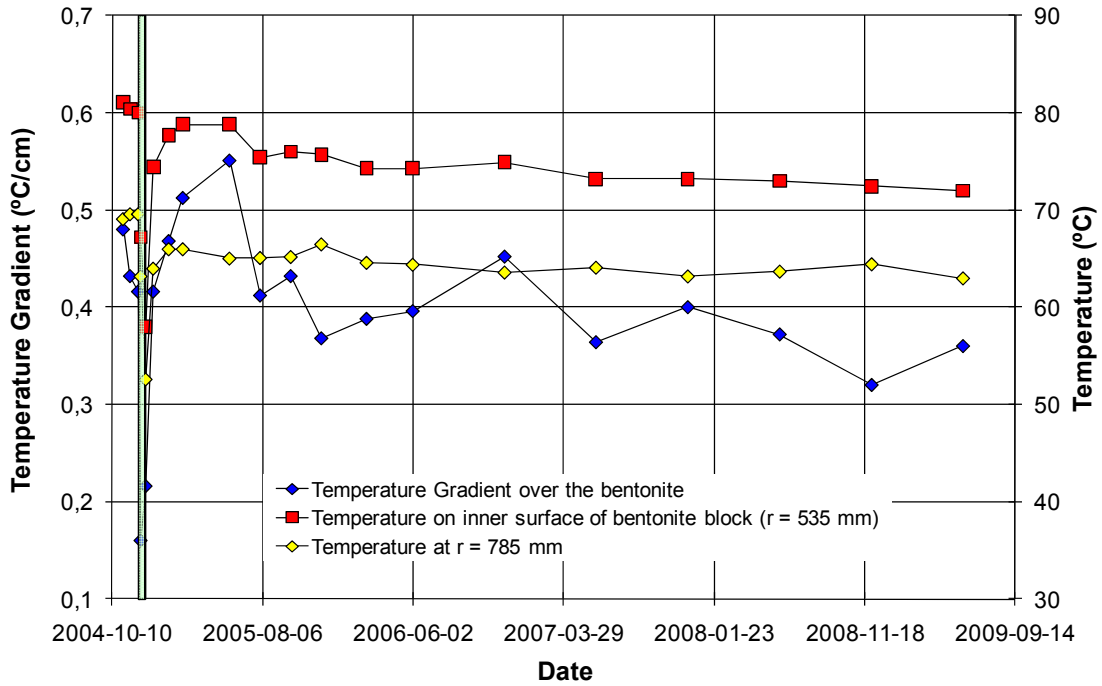 0,7
0,6
0,5
0,4
0,3
0,2
0,1
Temperature Gradient (ºC/cm)
90
80
70
60
50
40
30
Temperature (ºC)
Temperature Gradient over the bentonite
Temperature on inner surface of bentonite block (r = 535 mm)
Temperature at r = 785 mm
2004-10-10 2005-08-06 2006-06-02 2007-03-29 2008-01-23 2008-11-18 2009-09-14
Date